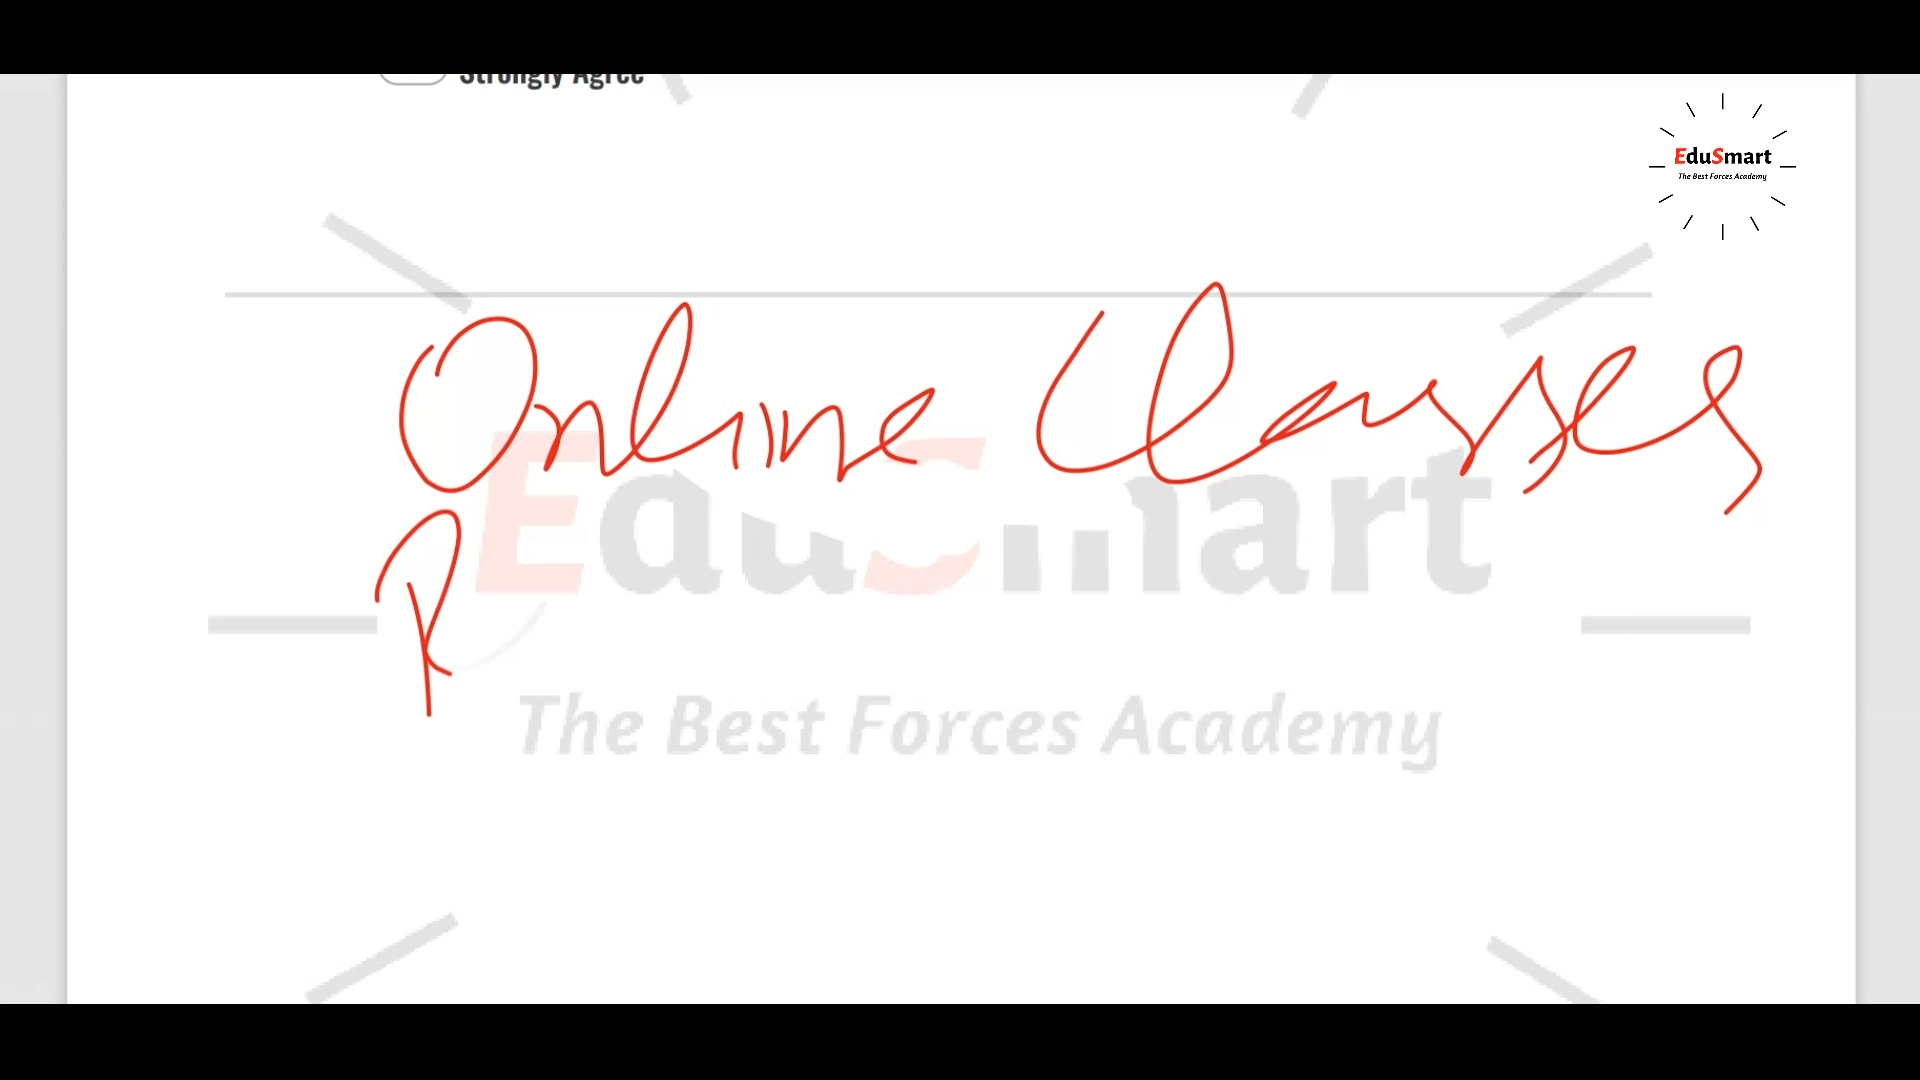 Strongly Agree
EduSmart
The Best Forces Academy
Online Classes
R
EduSmart
The Best Forces Academy